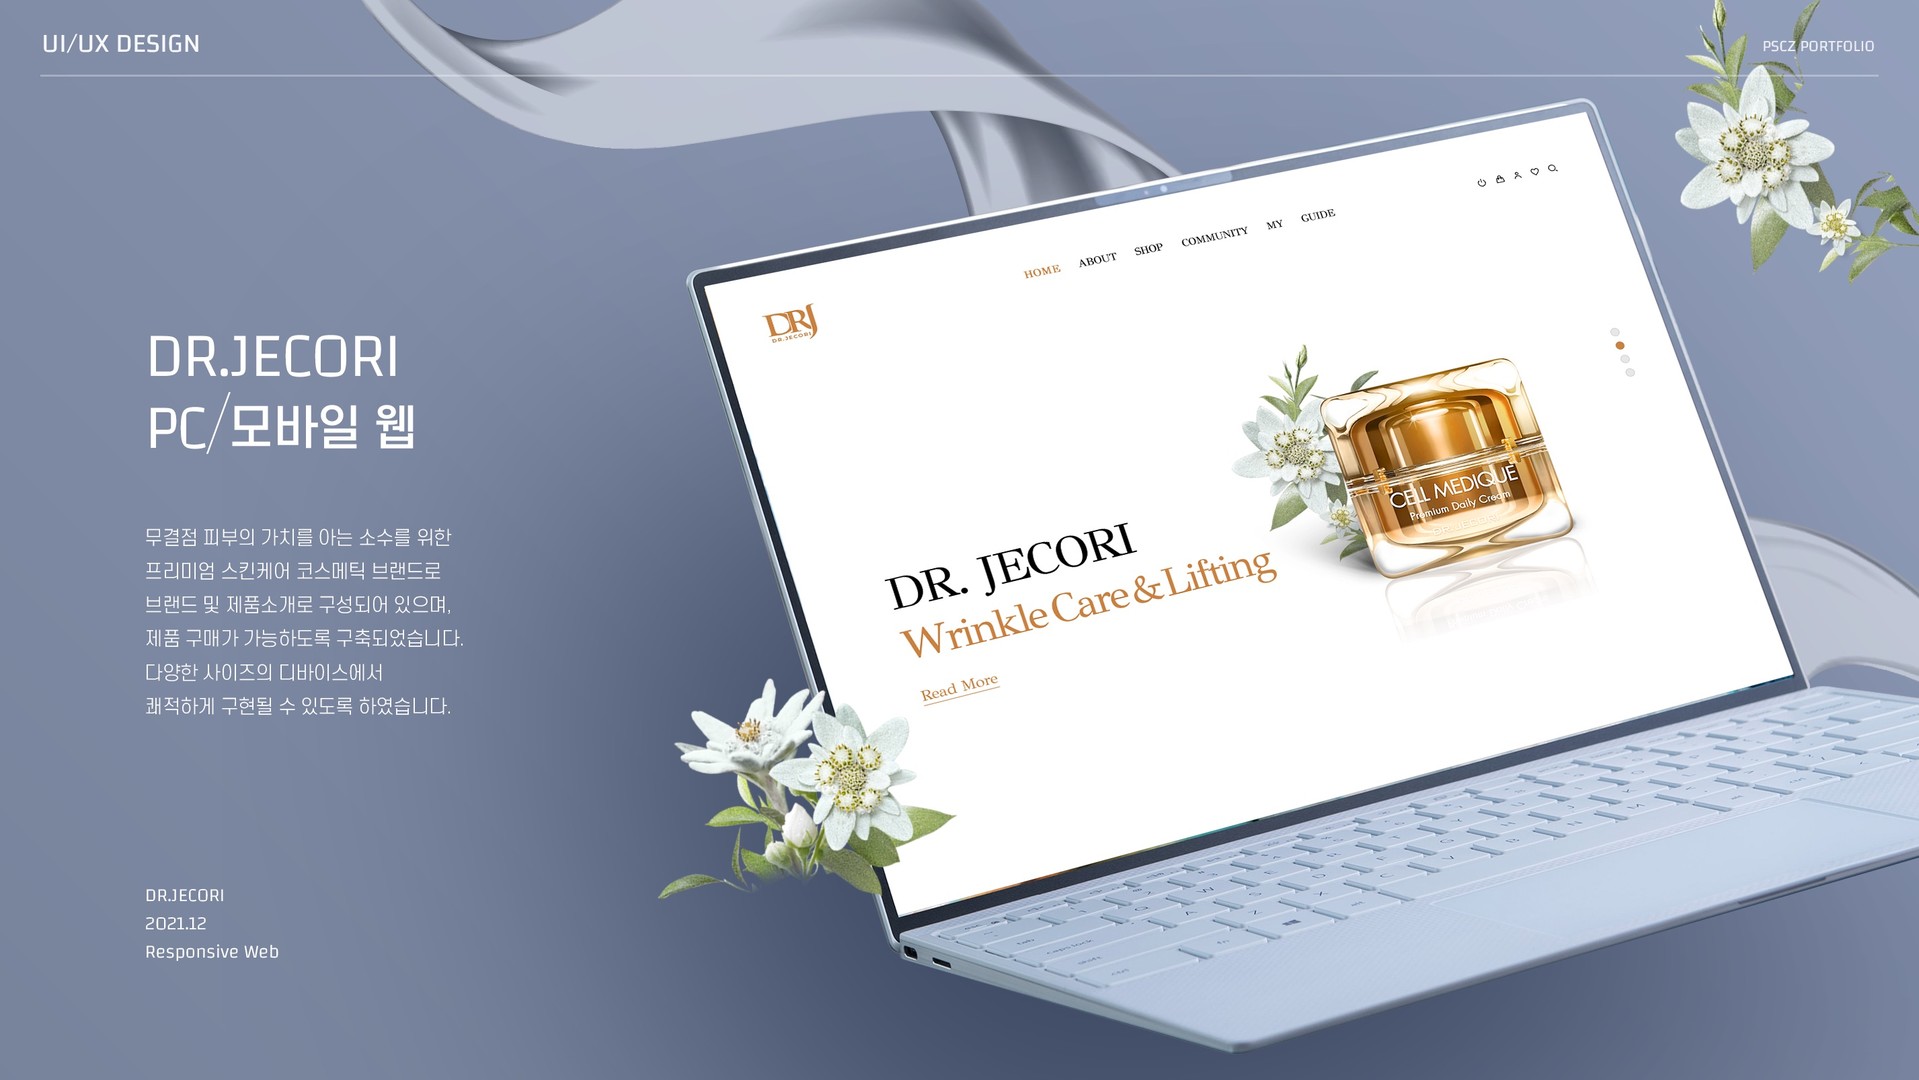 UI/UX DESIGN
PSCZ PORTFOLIO
DR.JECORI
PC/모바일 웹
무결점 피부의 가치를 아는 소수를 위한
프리미엄 스킨케어 코스메틱 브랜드로
브랜드 및 제품소개로 구성되어 있으며,
제품 구매가 가능하도록 구축되었습니다.
다양한 사이즈의 디바이스에서
쾌적하게 구현될 수 있도록 하였습니다.
DR.JECORI
2021.12
Responsive Web
HOME ABOUT SHOP COMMUNITY MY GUIDE
DRJ
DR.JECORI
CELL MEDIQUE
Premium Daily Cream
DR. JECORI
Wrinkle Care & Lifting
Read More